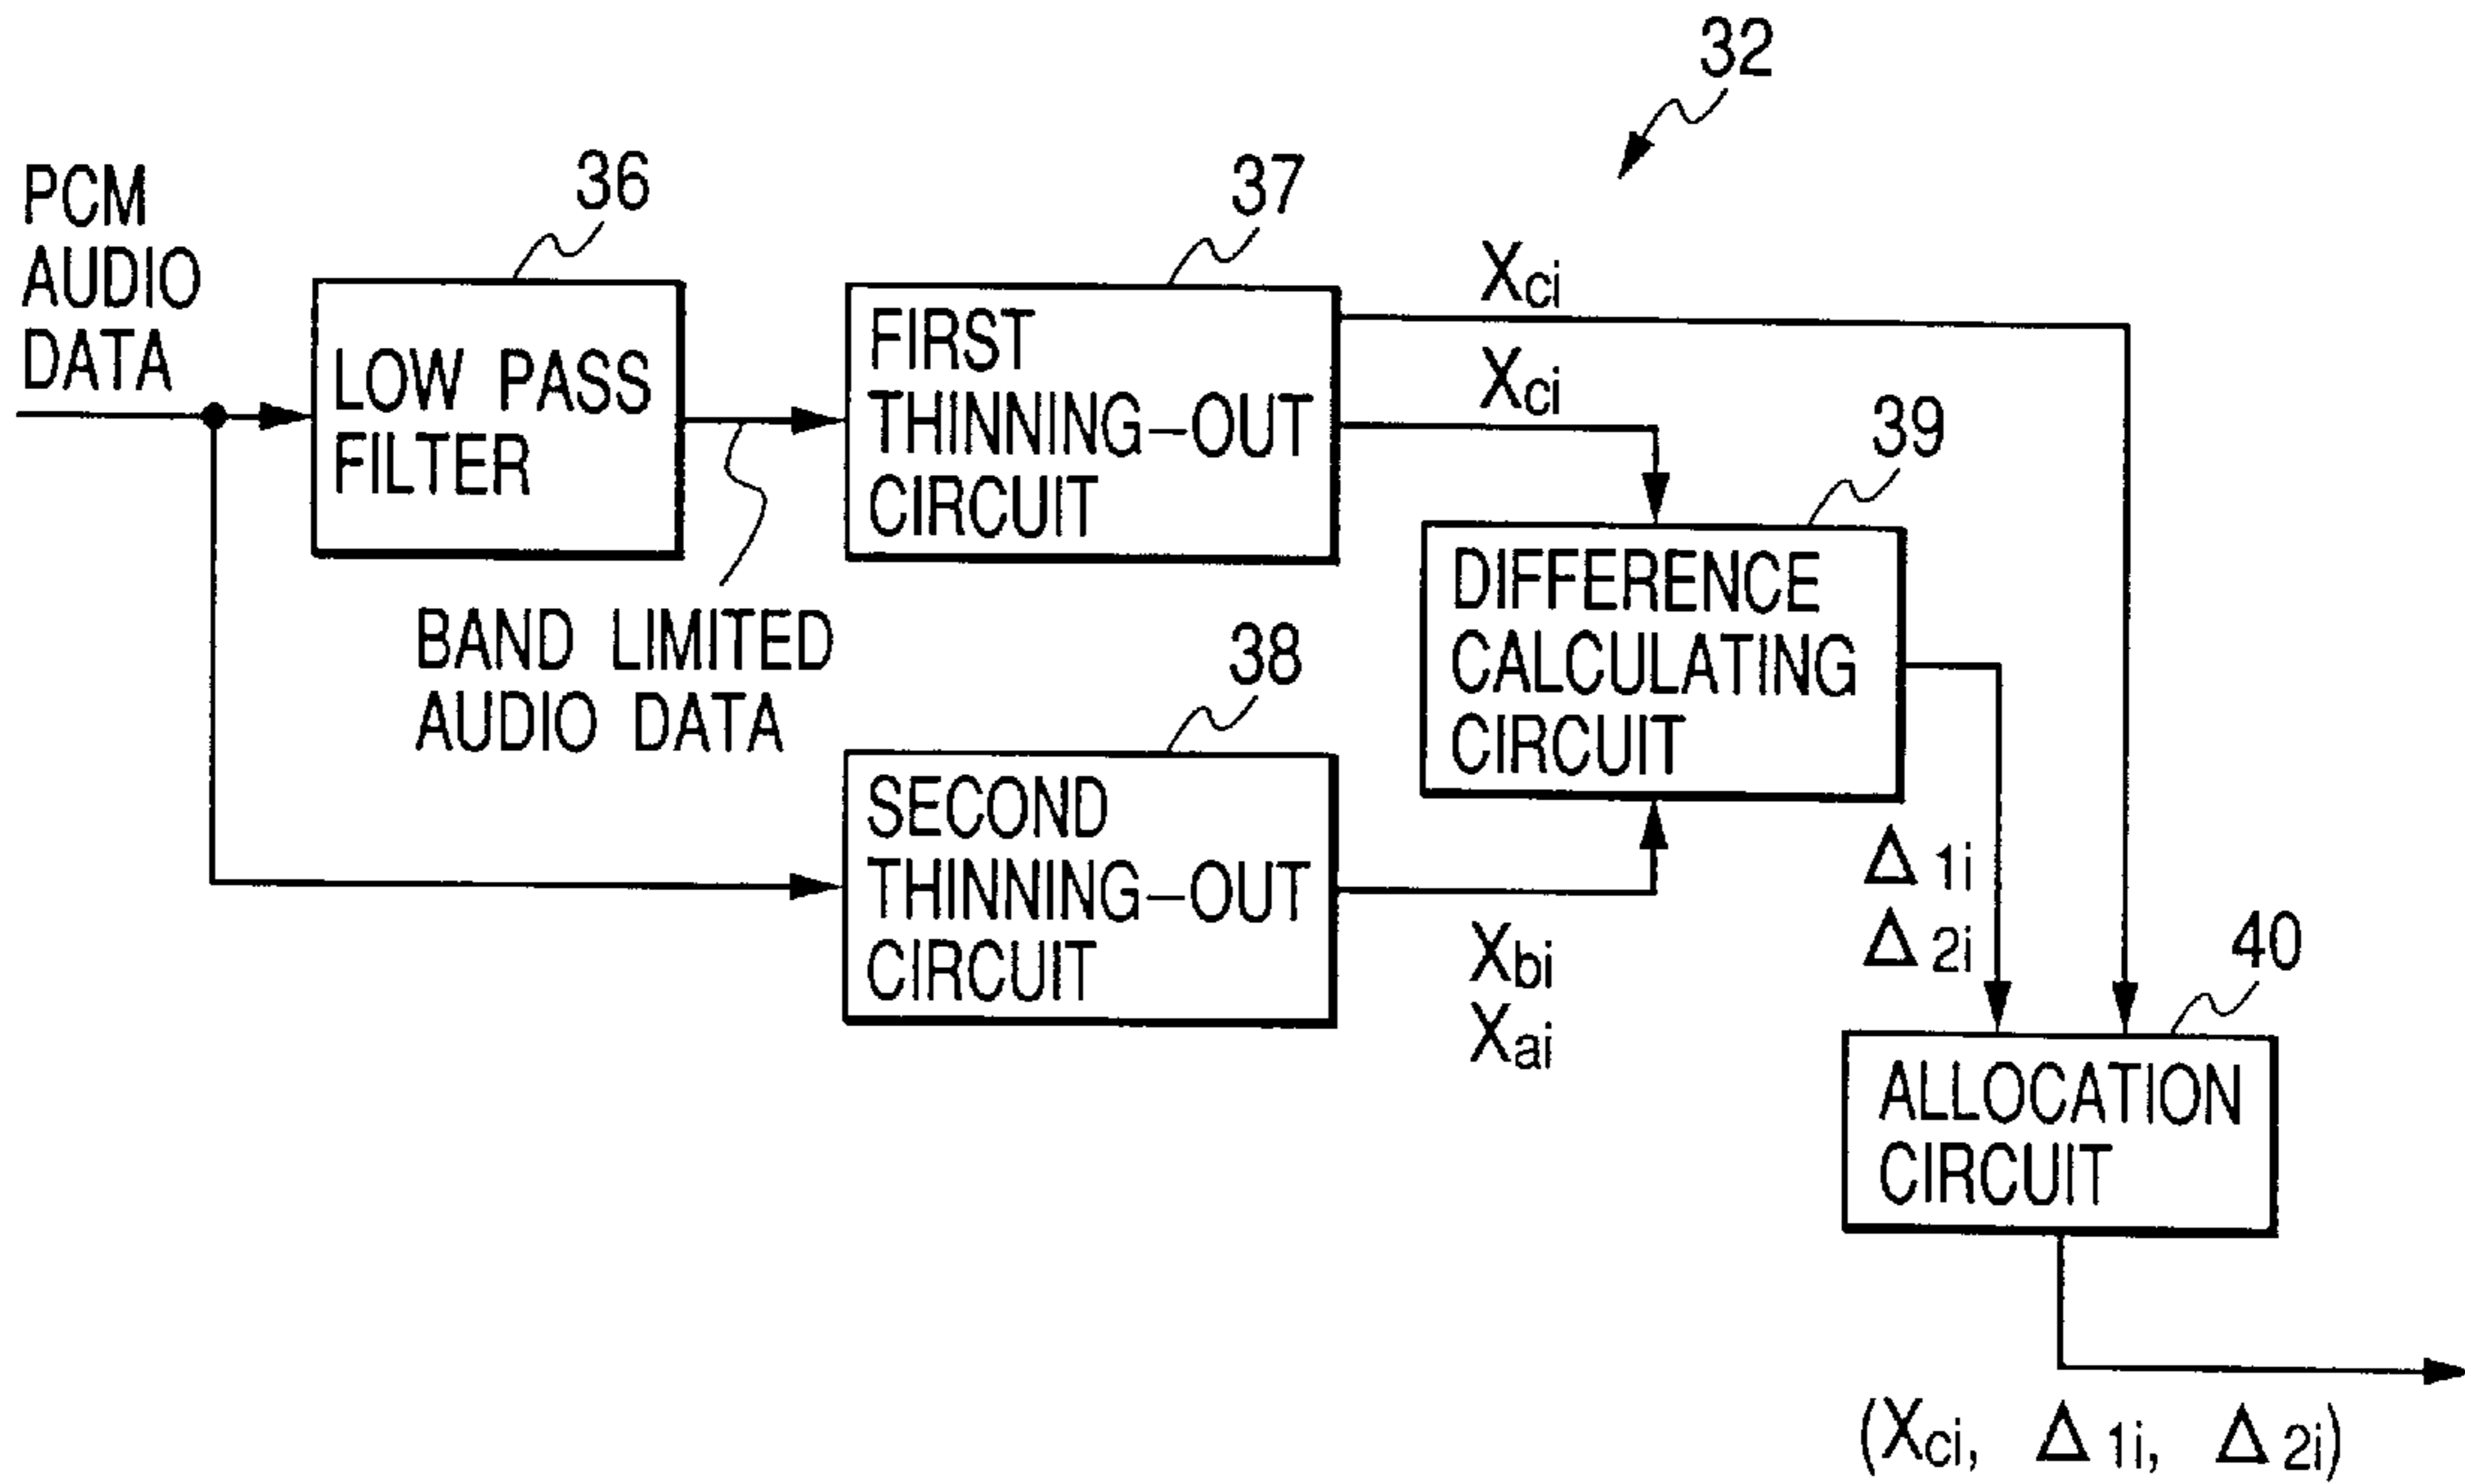 32
PCM
AUDIO
DATA
36
LOW PASS
FILTER
37
FIRST
THINNING-OUT
CIRCUIT
Xci
Xci
BAND LIMITED
AUDIO DATA
39
DIFFERENCE
CALCULATING
CIRCUIT
38
SECOND
THINNING-OUT
CIRCUIT
Xbi
Xai
Δ1i
Δ2i
40
ALLOCATION
CIRCUIT
(Xci, Δ1i, Δ2i)